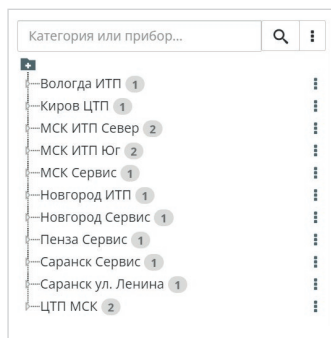 Категория или прибор...
Вологда ИТП 1
Киров ЦТП 1
МСК ИТП Север 2
МСК ИТП Юг 2
МСК Сервис 1
Новгород ИТП 1
Новгород Сервис 1
Пенза Сервис 1
Саранск Сервис 1
Саранск ул. Ленина 1
ЦТП МСК 2